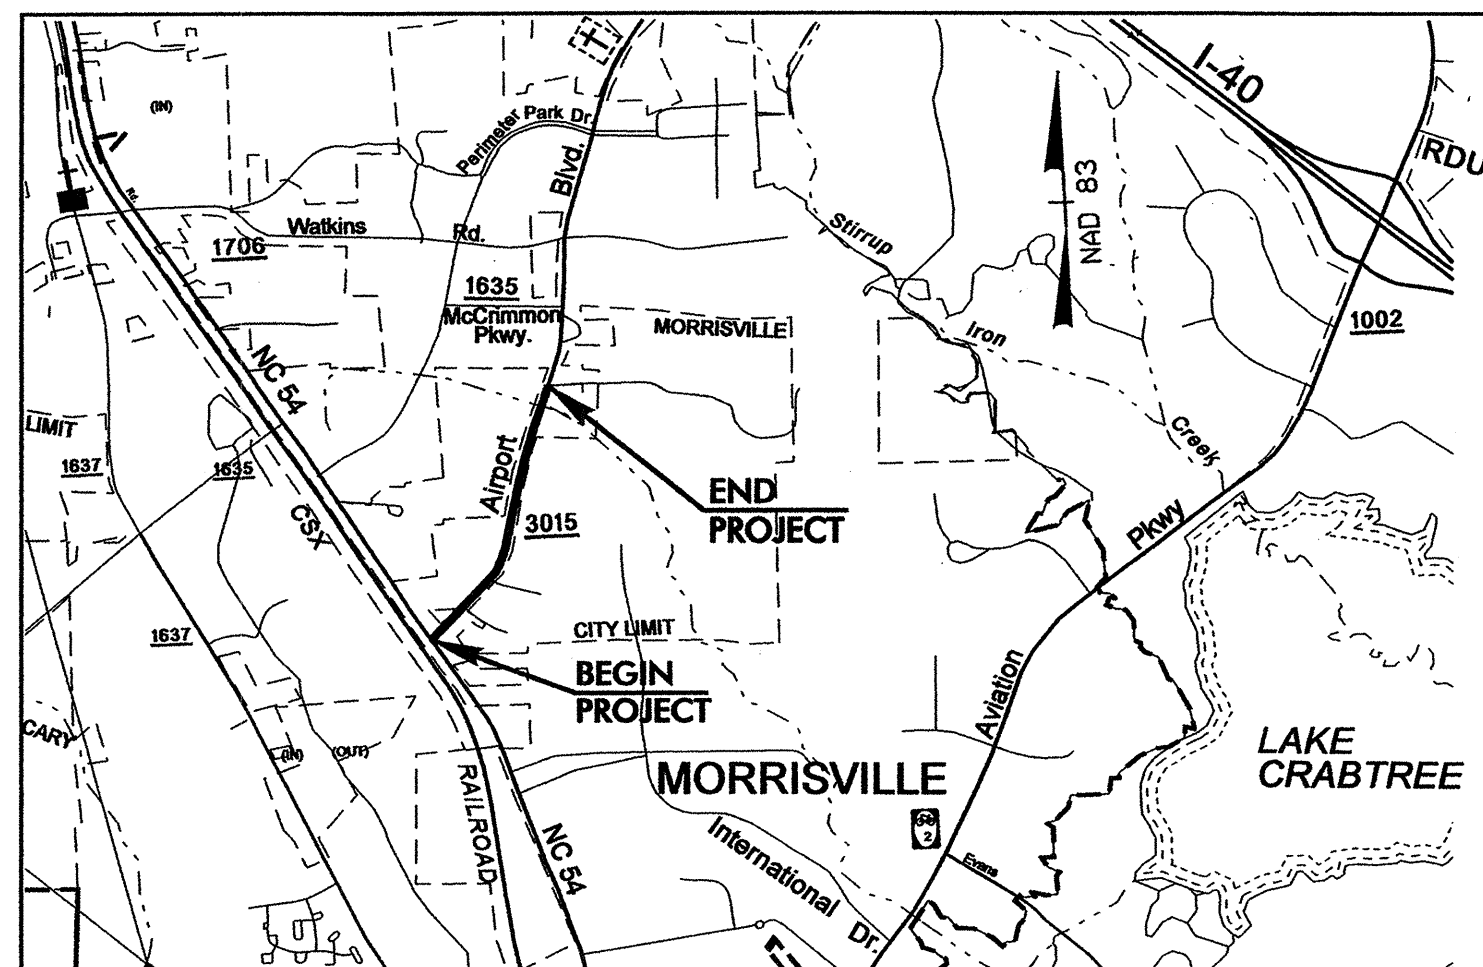 I-40
(IN)
Perimeter Park Dr.
RDU
Blvd.
NAD 83
Rd.
Watkins
Rd.
Stirrup
1706
1635
McCrimmon
Pkwy.
MORRISVILLE
Iron
1002
NC 54
LIMIT
Creek
1637
1635
Airport
END
PROJECT
CSX
3015
Pkwy
1637
CITY LIMIT
BEGIN
PROJECT
Aviation
CARY
(IN)
(OUT)
LAKE
CRABTREE
RAILROAD
MORRISVILLE
NC 54
2
International
Dr.
Evans